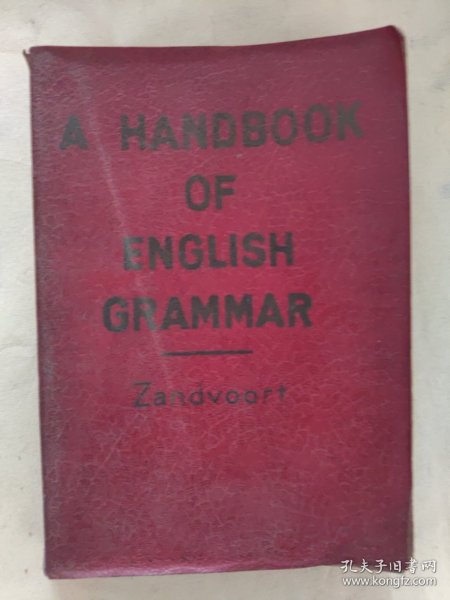 A HANDBOOK
OF
ENGLISH
GRAMMAR
Zandvoort
孔夫子旧书网
www.kongfz.com